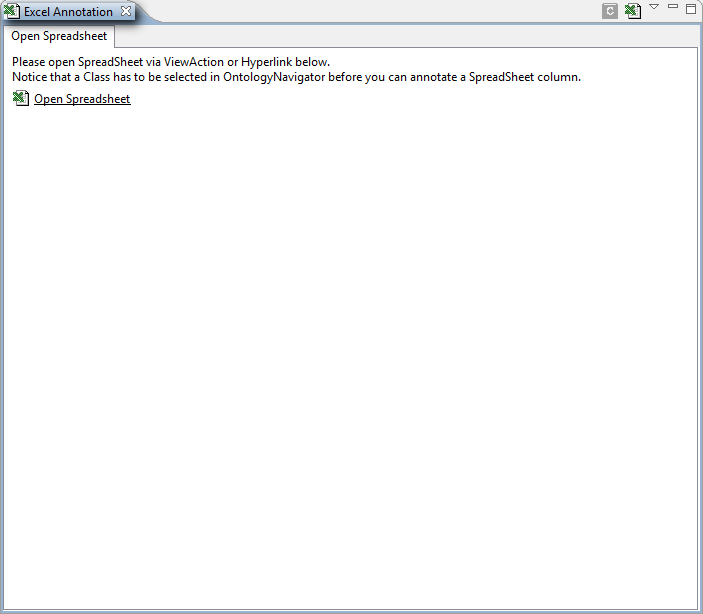 Excel Annotation
C
Open Spreadsheet
Please open SpreadSheet via ViewAction or Hyperlink below.
Notice that a Class has to be selected in OntologyNavigator before you can annotate a SpreadSheet column.
Open Spreadsheet